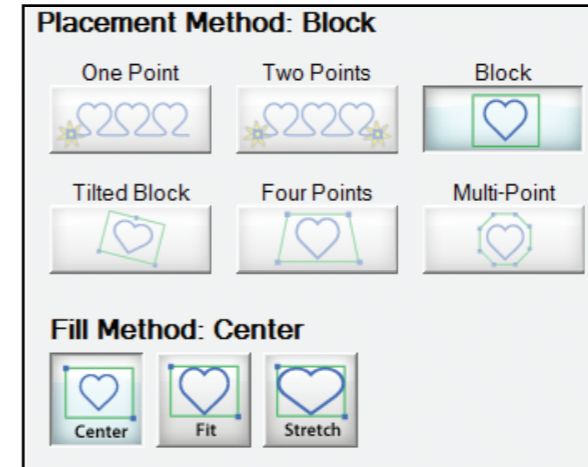 Placement Method: Block
One Point Two Points Block
Tilted Block Four Points Multi-Point
Fill Method: Center
Center Fit Stretch